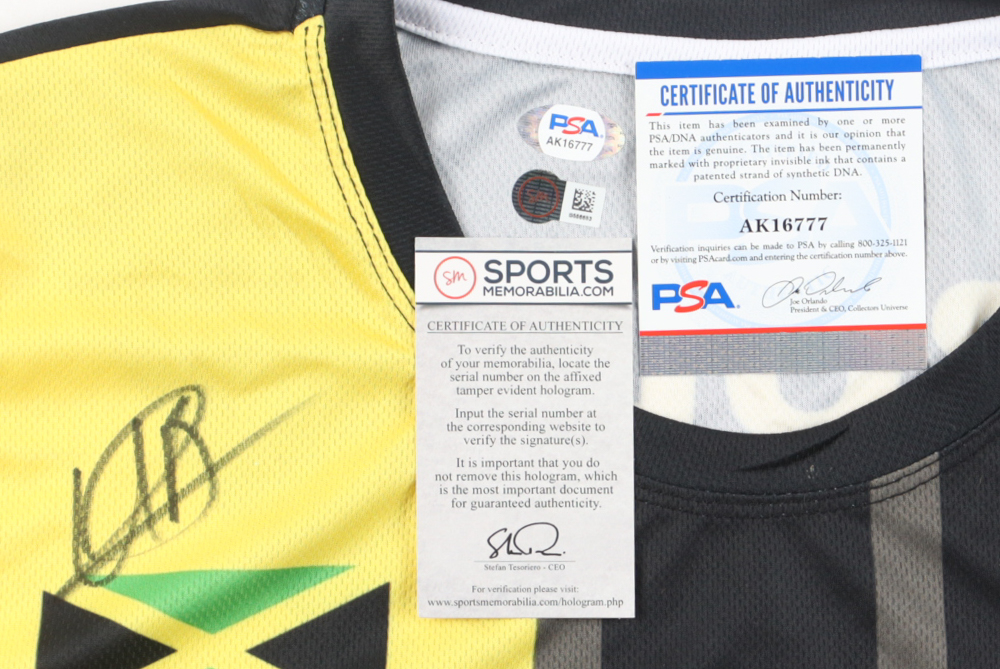 PSA
AK16777
SM SPORTS
MEMORABILIA.COM
CERTIFICATE OF AUTHENTICITY
To verify the authenticity
of your memorabilia, locate the
serial number on the affixed
tamper evident hologram.
Input the serial number at
the corresponding website to
verify the signature(s).
It is important that you do
not remove this hologram, which
is the most important document
for guaranteed authenticity.
Stefan Tesoriero - CEO
For verification please visit:
www.sportsmemorabilia.com/hologram.php
CERTIFICATE OF AUTHENTICITY
This item has been examined by one or more
PSA/DNA authenticators and it is our opinion that
the item is genuine. The item has been permanently
marked with proprietary invisible ink that contains a
patented strand of synthetic DNA.
Certification Number:
AK16777
Verification inquiries can be made to PSA by calling 800-325-1121
or by visiting PSAcard.com and entering the certification number above.
PSA
Joe Orlando
President & CEO, Collectors Universe